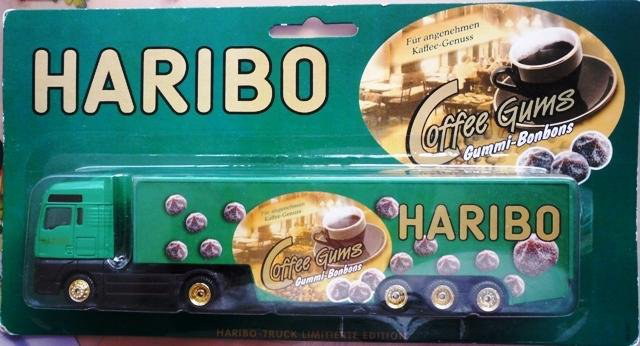 HARIBO
Für angenehmen
Kaffee-Genuss
Coffee Gums
Gummi-Bonbons
Für angenehmen
Kaffee-Genuss
Coffee Gums
Gummi-Bonbons
HARIBO
HARIBO
HARIBO-TRUCK LIMITIERTE EDITION